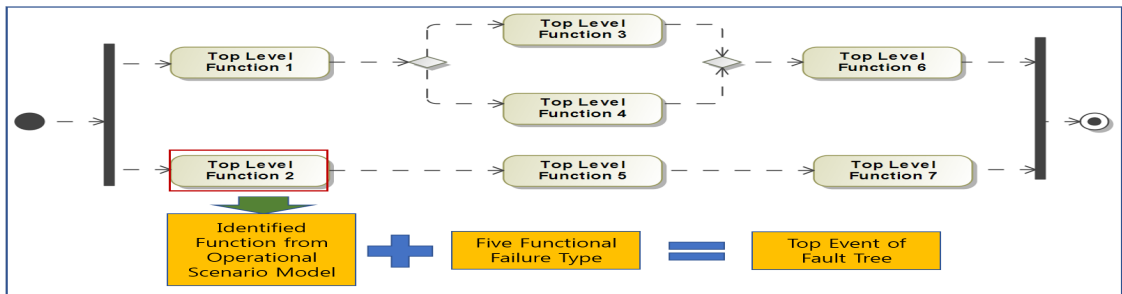 Top Level
Function 1
Top Level
Function 3
Top Level
Function 4
Top Level
Function 6
Top Level
Function 2
Top Level
Function 5
Top Level
Function 7
Identified
Function from
Operational
Scenario Model
Five Functional
Failure Type
Top Event of
Fault Tree